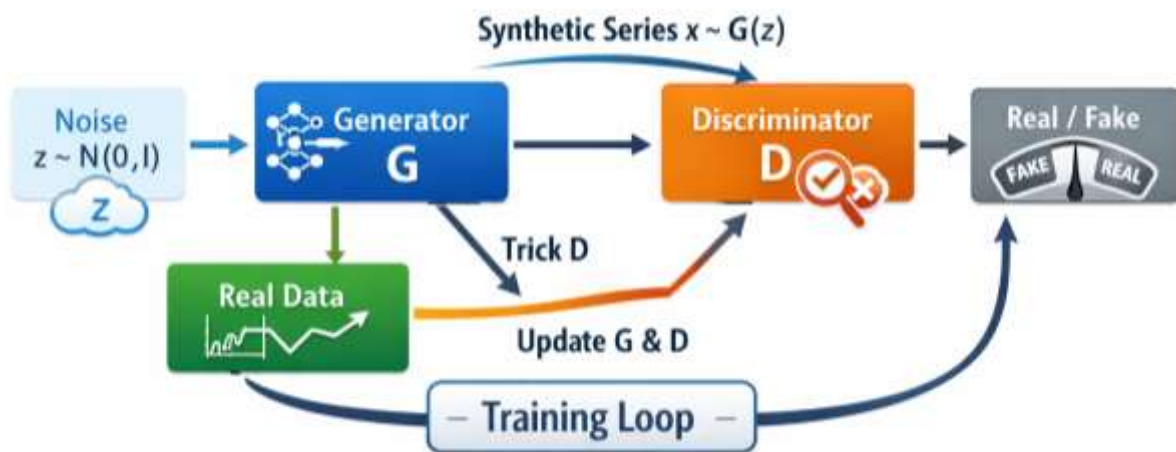 Synthetic Series x ~ G(z)
Noise
z ~ N(0,I)
Z
Generator
G
Discriminator
D
Real / Fake
FAKE
REAL
Trick D
Real Data
Update G & D
– Training Loop –